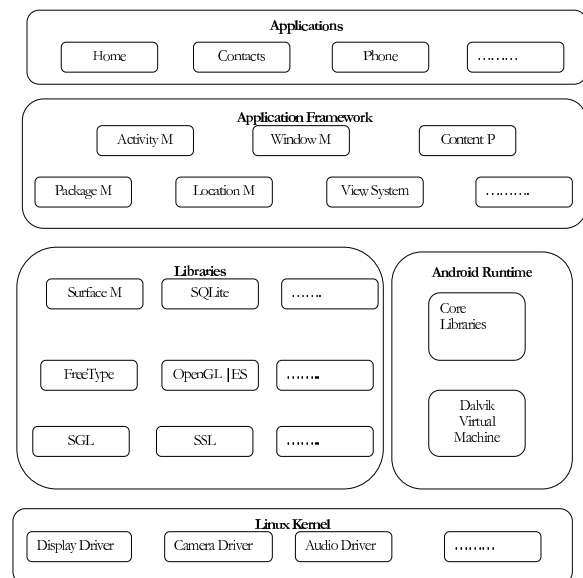 Applications
Home Contacts Phone ………
Application Framework
Activity M Window M Content P
Package M Location M View System ……….
Libraries
Surface M SQLite …….
FreeType OpenGL |ES ……..
SGL SSL ……..
Android Runtime
Core
Libraries
Dalvik
Virtual
Machine
Linux Kernel
Display Driver Camera Driver Audio Driver ………